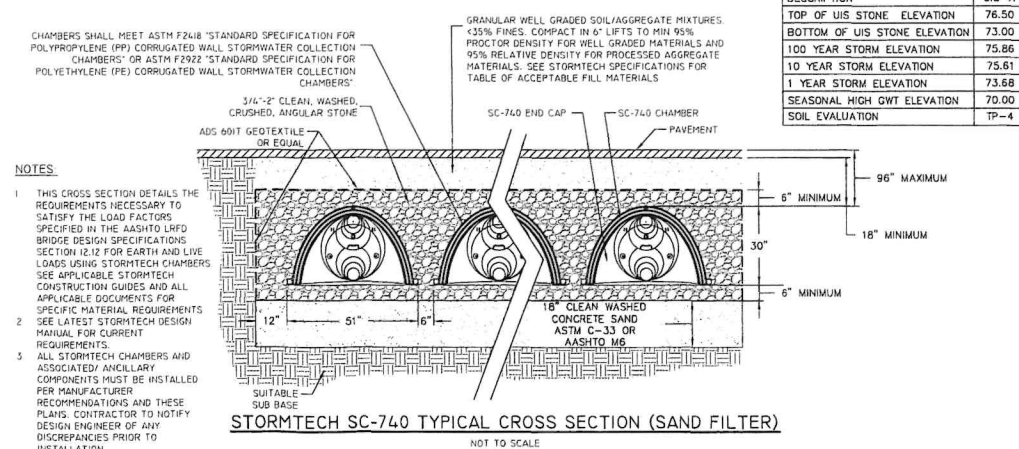 CHAMBERS SHALL MEET ASTM F2418 "STANDARD SPECIFICATION FOR
POLYPROPYLENE (PP) CORRUGATED WALL STORMWATER COLLECTION
CHAMBERS" OR ASTM F2922 "STANDARD SPECIFICATION FOR
POLYETHYLENE (PE) CORRUGATED WALL STORMWATER COLLECTION
CHAMBERS"
GRANULAR WELL GRADED SOIL/AGGREGATE MIXTURES.
<35% FINES. COMPACT IN 6" LIFTS TO MIN 95%
PROCTOR DENSITY FOR WELL GRADED MATERIALS AND
95% RELATIVE DENSITY FOR PROCESSED AGGREGATE
MATERIALS. SEE STORMTECH SPECIFICATIONS FOR
TABLE OF ACCEPTABLE FILL MATERIALS
TOP OF UIS STONE ELEVATION 76.50
BOTTOM OF UIS STONE ELEVATION 73.00
100 YEAR STORM ELEVATION 75.86
10 YEAR STORM ELEVATION 75.61
1 YEAR STORM ELEVATION 73.68
SEASONAL HIGH GWT ELEVATION 70.00
SOIL EVALUATION TP-4
3/4"-2" CLEAN, WASHED,
CRUSHED, ANGULAR STONE
ADS 601T GEOTEXTILE
OR EQUAL
SC-740 END CAP
SC-740 CHAMBER
PAVEMENT
96" MAXIMUM
6" MINIMUM
18" MINIMUM
30"
6" MINIMUM
12"
51"
6"
16" CLEAN WASHED
CONCRETE SAND
ASTM C-33 OR
AASHTO M6
SUITABLE
SUB BASE
NOTES
1 THIS CROSS SECTION DETAILS THE
REQUIREMENTS NECESSARY TO
SATISFY THE LOAD FACTORS
SPECIFIED IN THE AASHTO LRFD
BRIDGE DESIGN SPECIFICATIONS
SECTION 12.12 FOR EARTH AND LIVE
LOADS USING STORMTECH CHAMBERS.
SEE APPLICABLE STORMTECH
CONSTRUCTION GUIDES AND ALL
APPLICABLE DOCUMENTS FOR
SPECIFIC MATERIAL REQUIREMENTS
2 SEE LATEST STORMTECH DESIGN
MANUAL FOR CURRENT
REQUIREMENTS.
3 ALL STORMTECH CHAMBERS AND
ASSOCIATED/ ANCILLARY
COMPONENTS MUST BE INSTALLED
PER MANUFACTURER
RECOMMENDATIONS AND THESE
PLANS. CONTRACTOR TO NOTIFY
DESIGN ENGINEER OF ANY
DISCREPANCIES PRIOR TO
STORMTECH SC-740 TYPICAL CROSS SECTION (SAND FILTER)
NOT TO SCALE